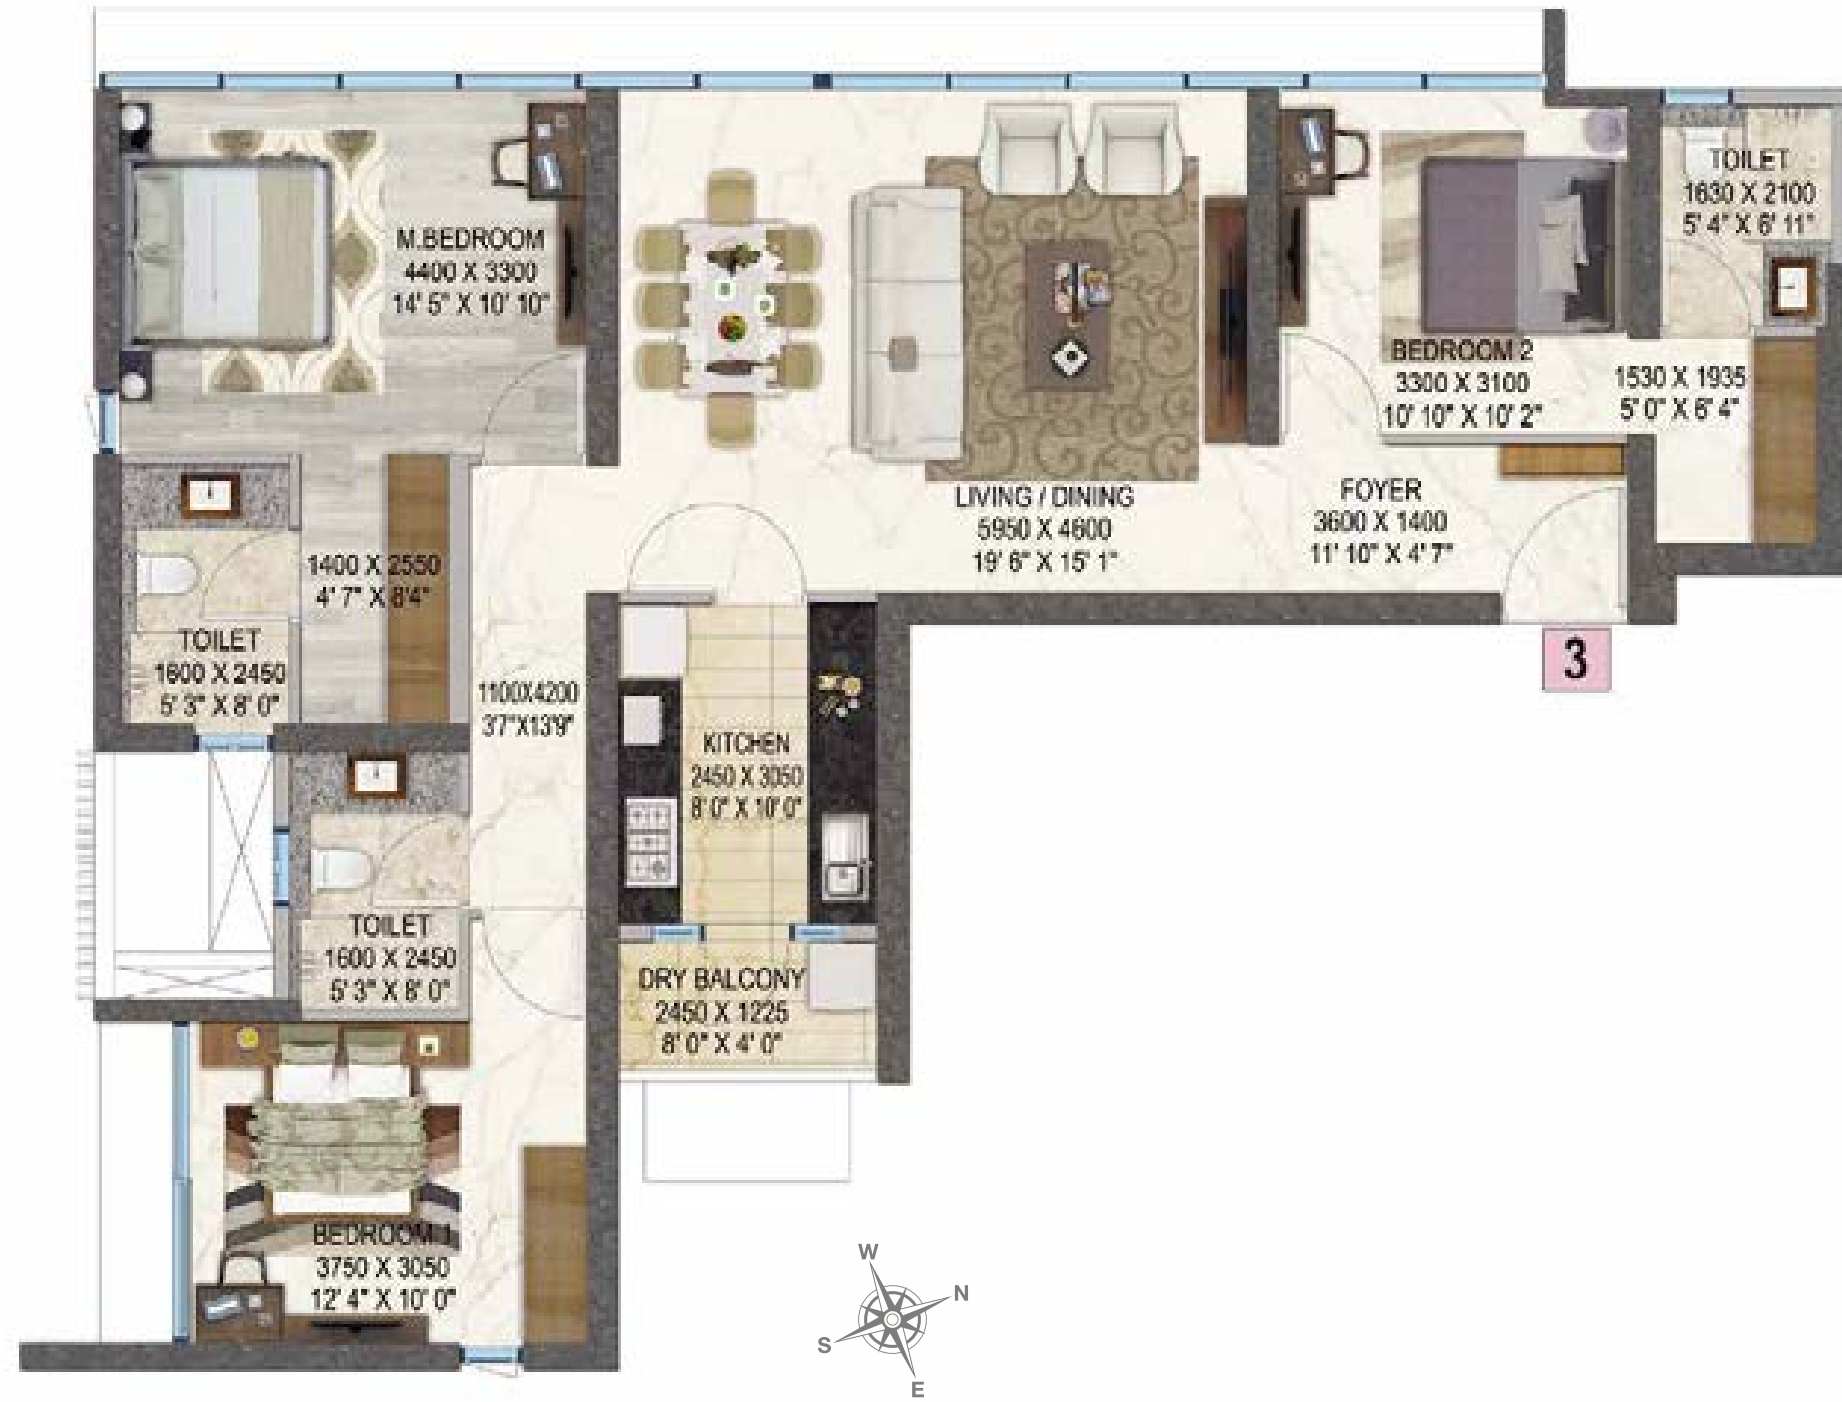 M.BEDROOM
4400 X 3300
14' 5" X 10' 10"
TOILET
1630 X 2100
5' 4" X 6' 11"
BEDROOM 2
3300 X 3100
10' 10" X 10' 2"
1530 X 1935
5' 0" X 6' 4"
LIVING / DINING
5950 X 4600
19' 6" X 15' 1"
FOYER
3600 X 1400
11' 10" X 4' 7"
1400 X 2550
4' 7" X 8'4"
TOILET
1600 X 2450
5' 3" X 8' 0"
1100X4200
3'7"X13'9"
3
KITCHEN
2450 X 3050
8' 0" X 10' 0"
TOILET
1600 X 2450
5' 3" X 8' 0"
DRY BALCONY
2450 X 1225
8' 0" X 4' 0"
BEDROOM 1
3750 X 3050
12' 4" X 10' 0"
W
N
S
E